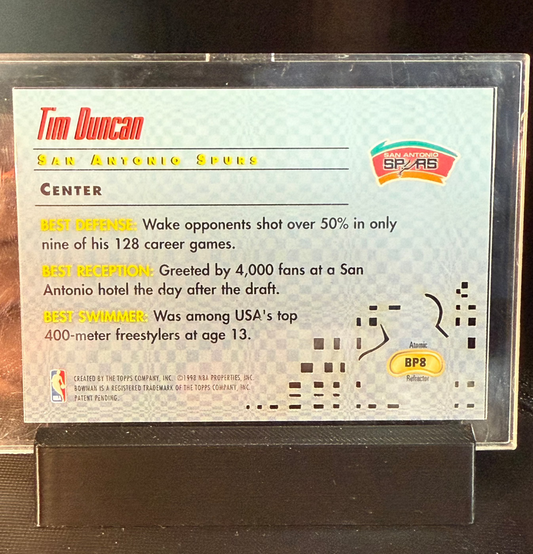 Tim Duncan
SAN ANTONIO SPURS
SAN ANTONIO
SPURS
CENTER
BEST DEFENSE: Wake opponents shot over 50% in only
nine of his 128 career games.
BEST RECEPTION: Greeted by 4,000 fans at a San
Antonio hotel the day after the draft.
BEST SWIMMER: Was among USA's top
400-meter freestylers at age 13.
Atomic
BP8
Refractor
NBA
CREATED BY THE TOPPS COMPANY, INC. ©1998 NBA PROPERTIES, INC.
BOWMAN IS A REGISTERED TRADEMARK OF THE TOPPS COMPANY, INC.
PATENT PENDING.